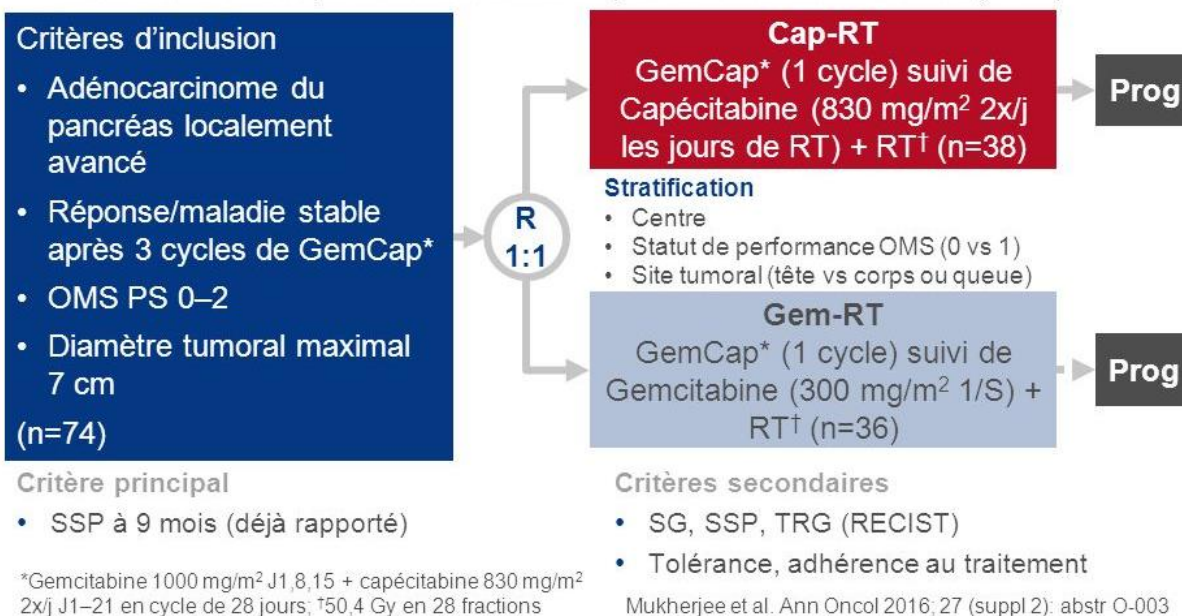 Critères d'inclusion
• Adénocarcinome du
pancréas localement
avancé
• Réponse/maladie stable
après 3 cycles de GemCap*
• OMS PS 0–2
• Diamètre tumoral maximal
7 cm
(n=74)
R
1:1
Cap-RT
GemCap* (1 cycle) suivi de
Capécitabine (830 mg/m² 2x/j
les jours de RT) + RT† (n=38)
Prog
Stratification
• Centre
• Statut de performance OMS (0 vs 1)
• Site tumoral (tête vs corps ou queue)
Gem-RT
GemCap* (1 cycle) suivi de
Gemcitabine (300 mg/m² 1/S) +
RT† (n=36)
Prog
Critère principal
• SSP à 9 mois (déjà rapporté)
Critères secondaires
• SG, SSP, TRG (RECIST)
• Tolérance, adhérence au traitement
*Gemcitabine 1000 mg/m² J1,8,15 + capécitabine 830 mg/m²
2x/j J1–21 en cycle de 28 jours; †50,4 Gy en 28 fractions
Mukherjee et al. Ann Oncol 2016; 27 (suppl 2): abstr O-003